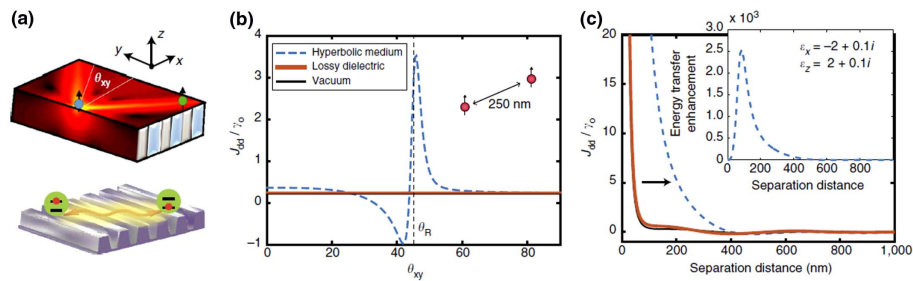 (a)
z
y
x
θxy
(b)
Jdd / γo
4
3
2
1
0
−1
Hyperbolic medium
Lossy dielectric
Vacuum
250 nm
θR
0
20
40
60
80
θxy
(c)
Jdd / γo
20
15
10
5
0
0
200
400
600
800
1,000
Separation distance (nm)
Energy transfer
enhancement
3.0 × 10³
2.5
2.0
1.5
1.0
0.5
0
0
200
400
600
800
Separation distance
εx = −2 + 0.1i
εz = 2 + 0.1i